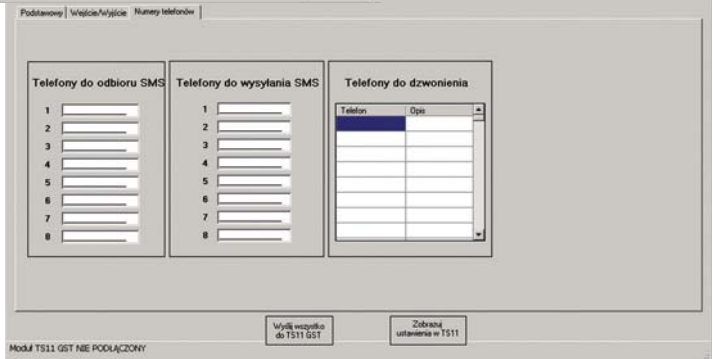 Podstawowy
Wejście/Wyjście
Numery telefonów
Telefony do odbioru SMS
1
2
3
4
5
6
7
8
Telefony do wysyłania SMS
1
2
3
4
5
6
7
8
Telefony do dzwonienia
Telefon Opis
Wyślij wszystko
do TS11 GST
Zobrazuj
ustawienia w TS11
Moduł TS11 GST NIE PODŁĄCZONY